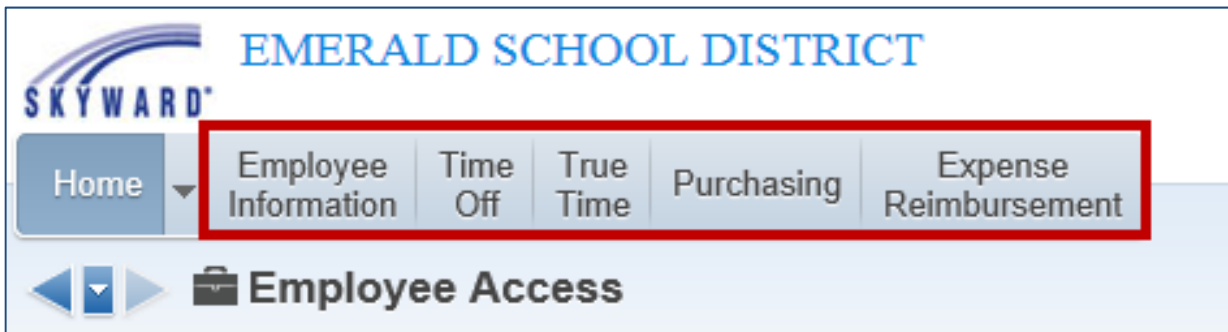 EMERALD SCHOOL DISTRICT
SKYWARD®
Home
Employee
Information
Time
Off
True
Time
Purchasing
Expense
Reimbursement
Employee Access